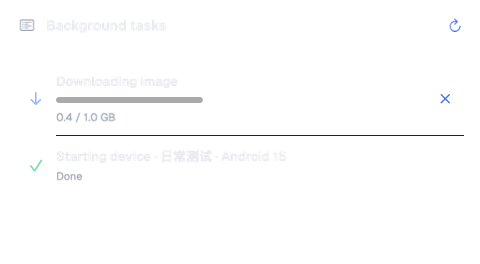 Background tasks
Downloading Image
0.4 / 1.0 GB
Starting device · 日常测试 · Android 15
Done